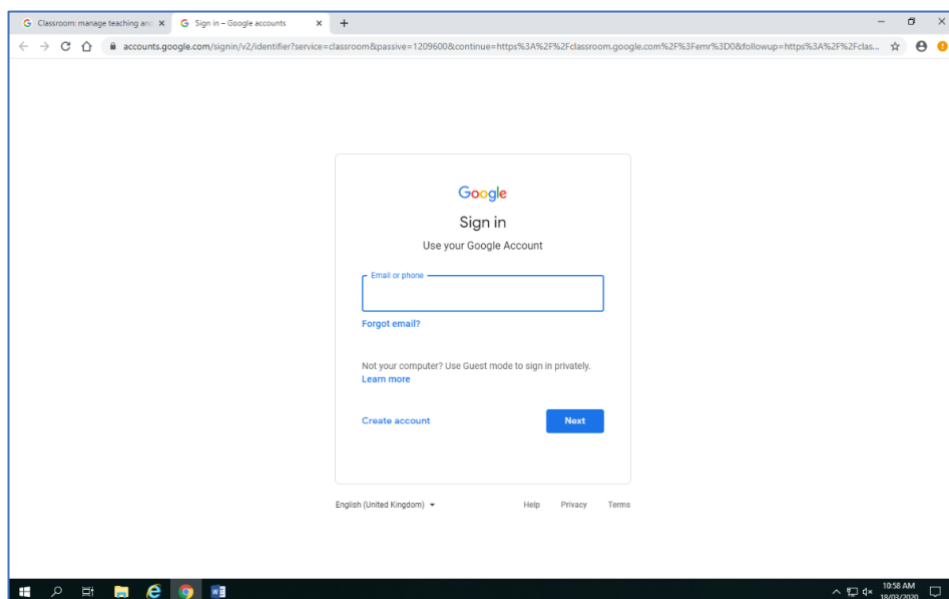 Classroom: manage teaching and
Sign in – Google accounts
accounts.google.com/signin/v2/identifier?service=classroom&passive=1209600&continue=https%3A%2F%2Fclassroom.google.com%2F%3Femr%3D0&followup=https%3A%2F%2Fclas...
Google
Sign in
Use your Google Account
Email or phone
Forgot email?
Not your computer? Use Guest mode to sign in privately.
Learn more
Create account
Next
English (United Kingdom)
Help Privacy Terms
10:58 AM
18/03/2020